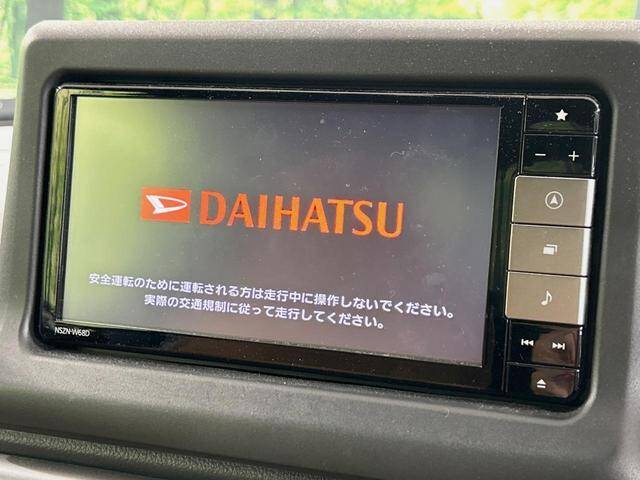 DAIHATSU
安全運転のために運転される方は走行中に操作しないでください。
実際の交通規制に従って走行してください。
NSZN-W68D